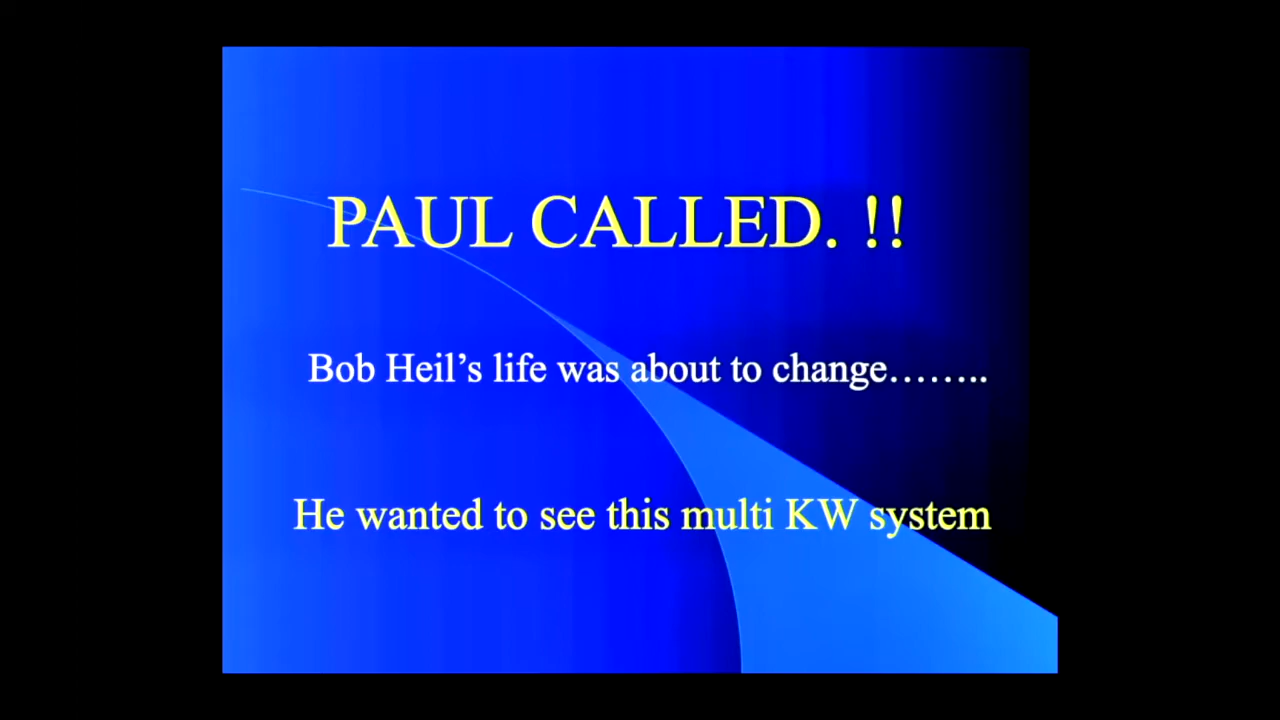 PAUL CALLED. !!
Bob Heil’s life was about to change……..
He wanted to see this multi KW system